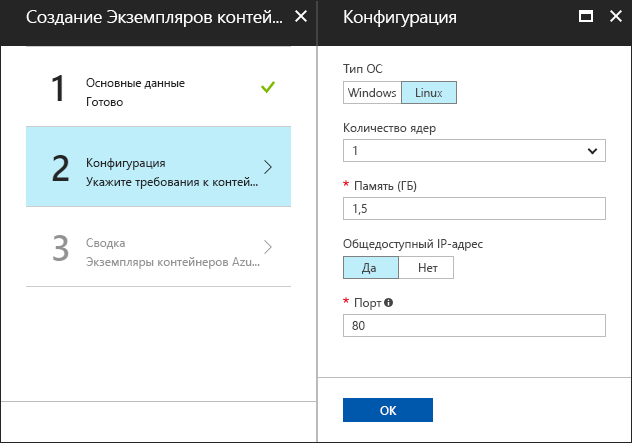 Создание Экземпляров контей...
1
Основные данные
Готово
2
Конфигурация
Укажите требования к контей...
3
Сводка
Экземпляры контейнеров Azu...
Конфигурация
Тип ОС
Windows Linux
Количество ядер
1
* Память (ГБ)
1,5
Общедоступный IP-адрес
Да Нет
* Порт
80
OK